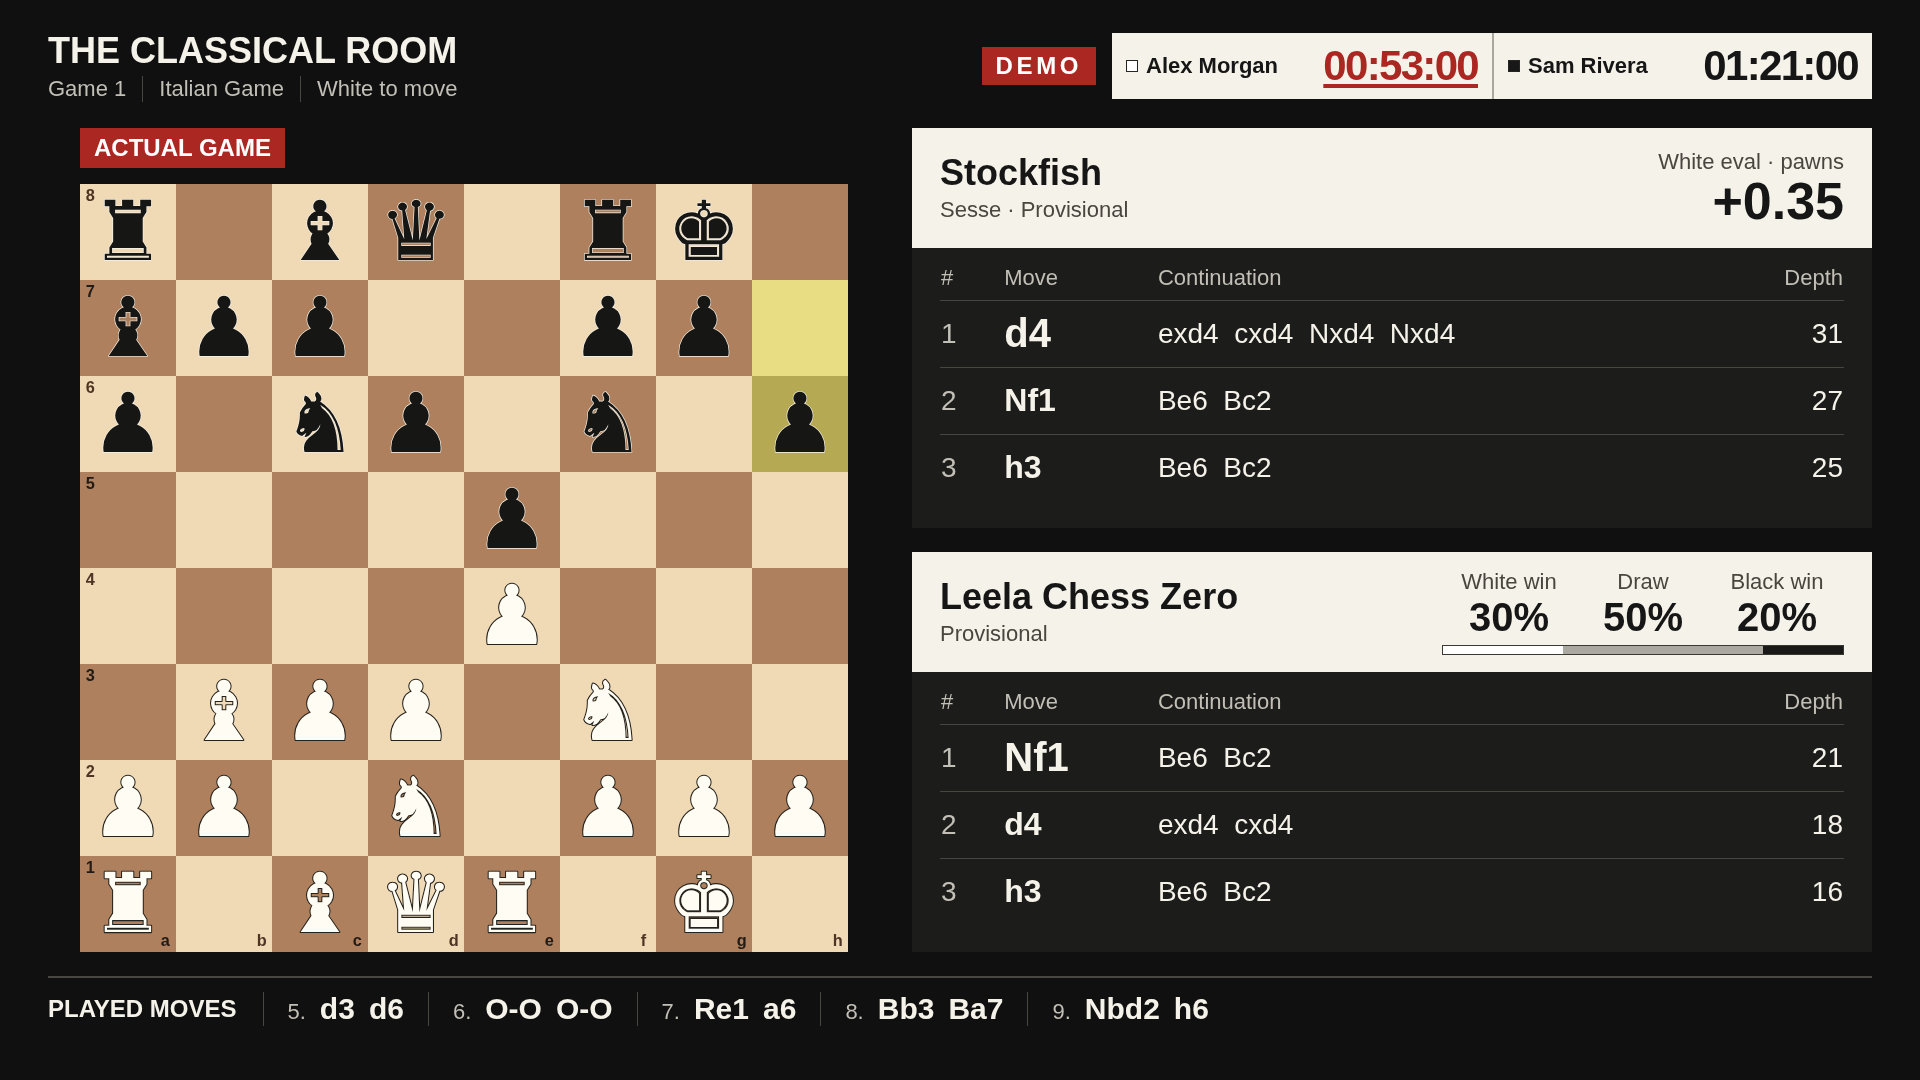 THE CLASSICAL ROOM
Game 1 Italian Game White to move
DEMO
Alex Morgan 00:53:00 Sam Rivera 01:21:00
ACTUAL GAME
8
7
6
5
4
3
2
1
a b c d e f g h
Stockfish
Sesse · Provisional
White eval · pawns
+0.35
# Move Continuation Depth
1 d4 exd4 cxd4 Nxd4 Nxd4 31
2 Nf1 Be6 Bc2 27
3 h3 Be6 Bc2 25
Leela Chess Zero
Provisional
White win Draw Black win
30% 50% 20%
# Move Continuation Depth
1 Nf1 Be6 Bc2 21
2 d4 exd4 cxd4 18
3 h3 Be6 Bc2 16
PLAYED MOVES 5. d3 d6 6. O-O O-O 7. Re1 a6 8. Bb3 Ba7 9. Nbd2 h6